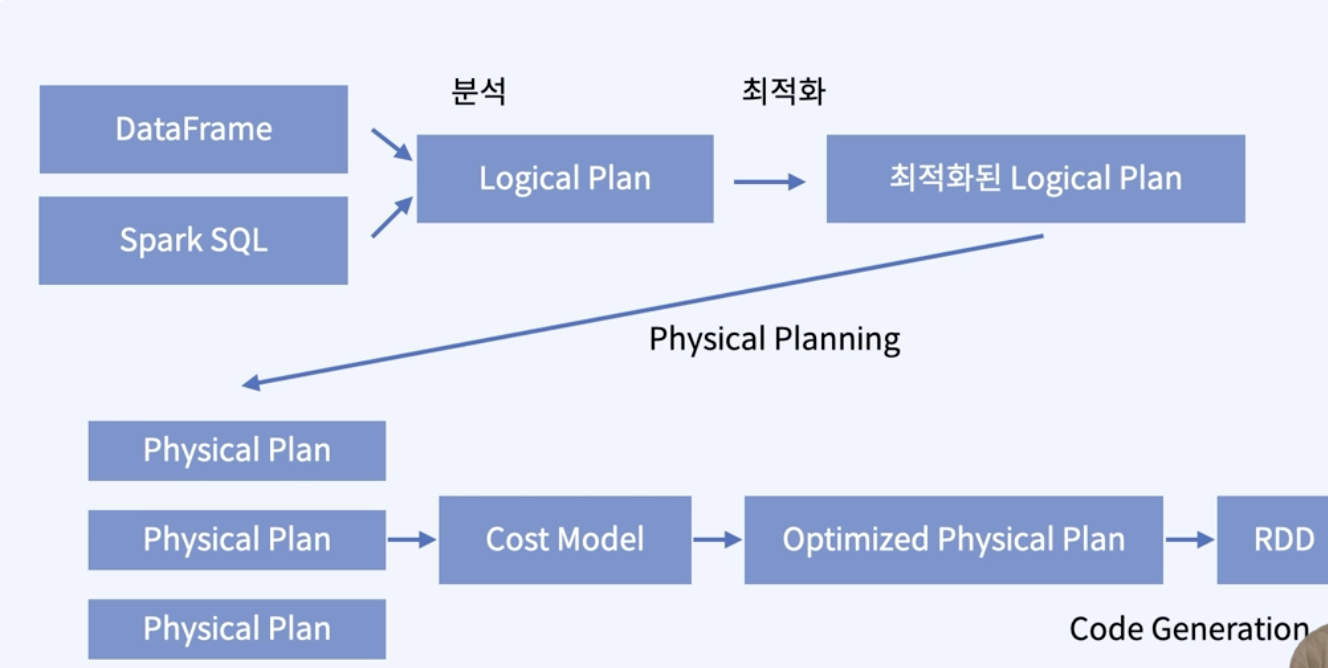 분석
최적화
DataFrame
Logical Plan
최적화된 Logical Plan
Spark SQL
Physical Planning
Physical Plan
Physical Plan
Cost Model
Optimized Physical Plan
RDD
Physical Plan
Code Generation